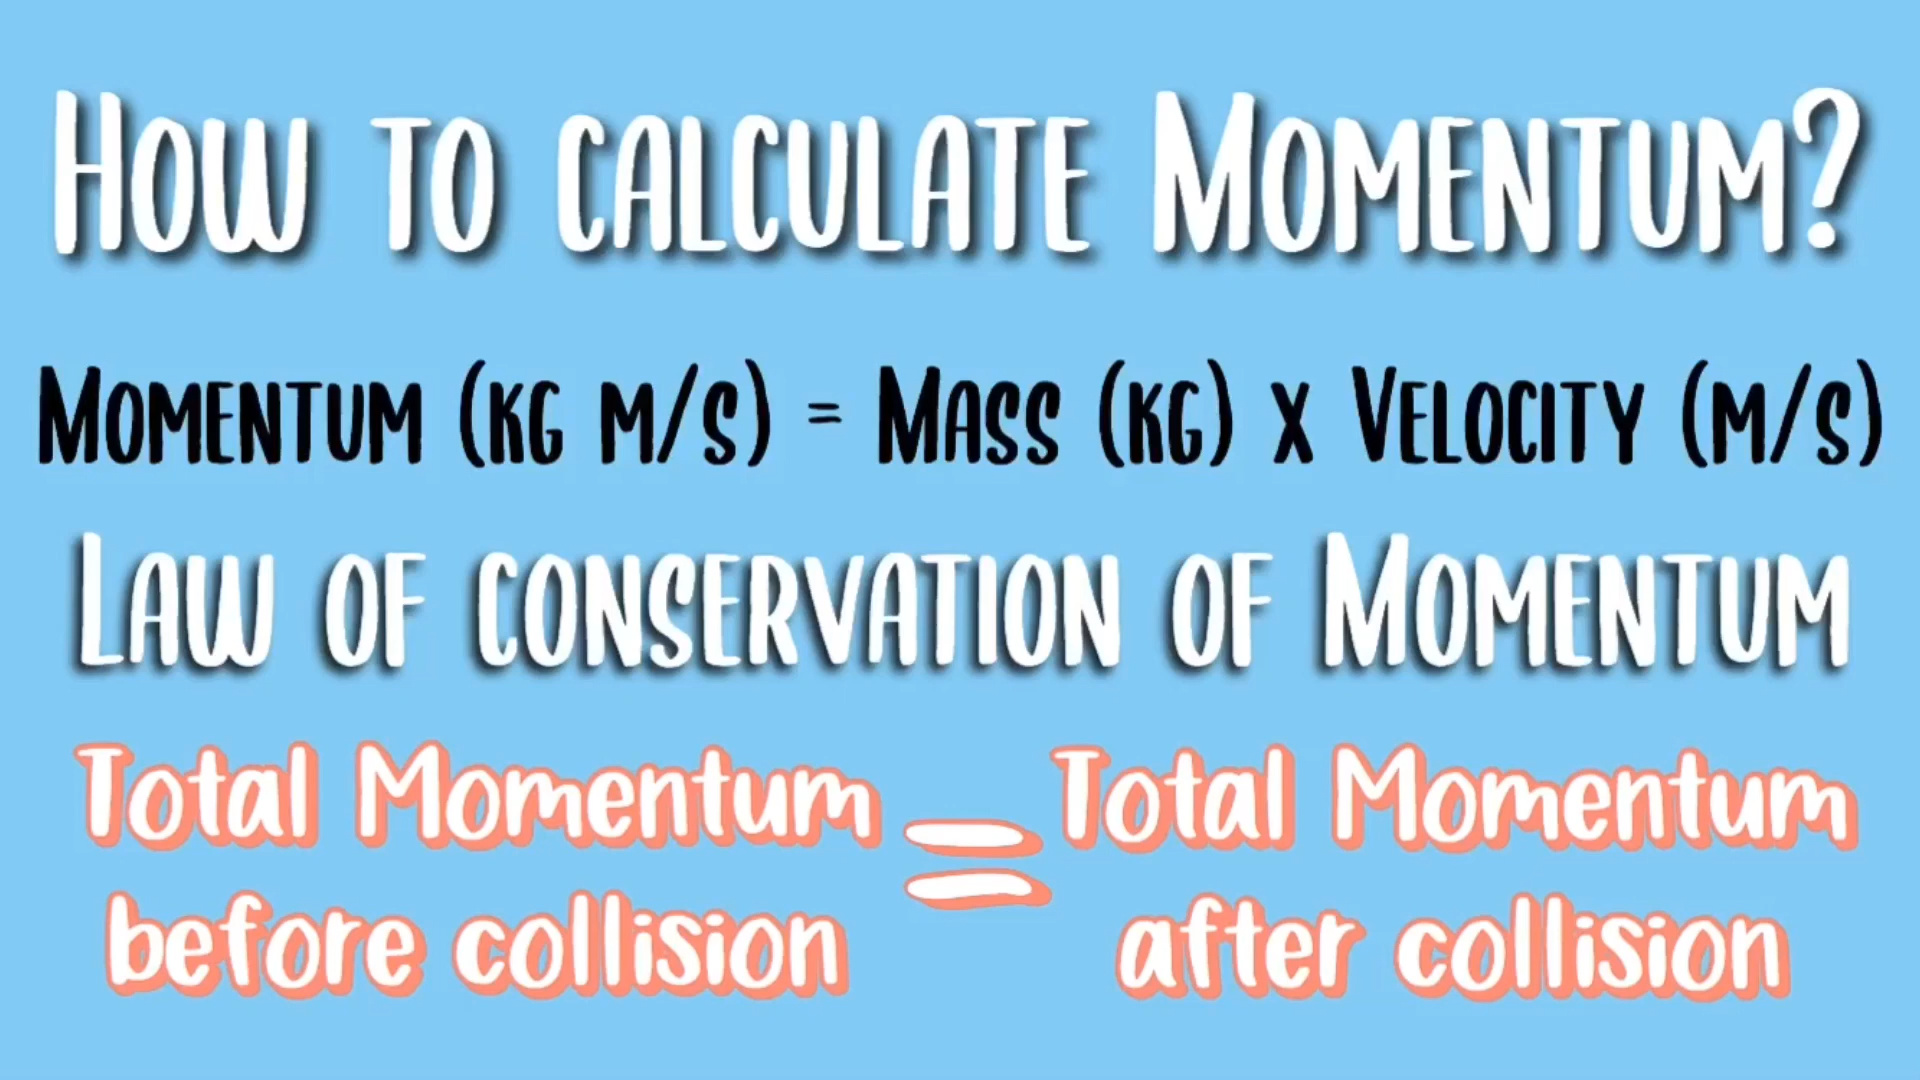 How to calculate Momentum?
Momentum (kg m/s) = Mass (kg) x Velocity (m/s)
Law of conservation of Momentum
Total Momentum = Total Momentum
before collision after collision